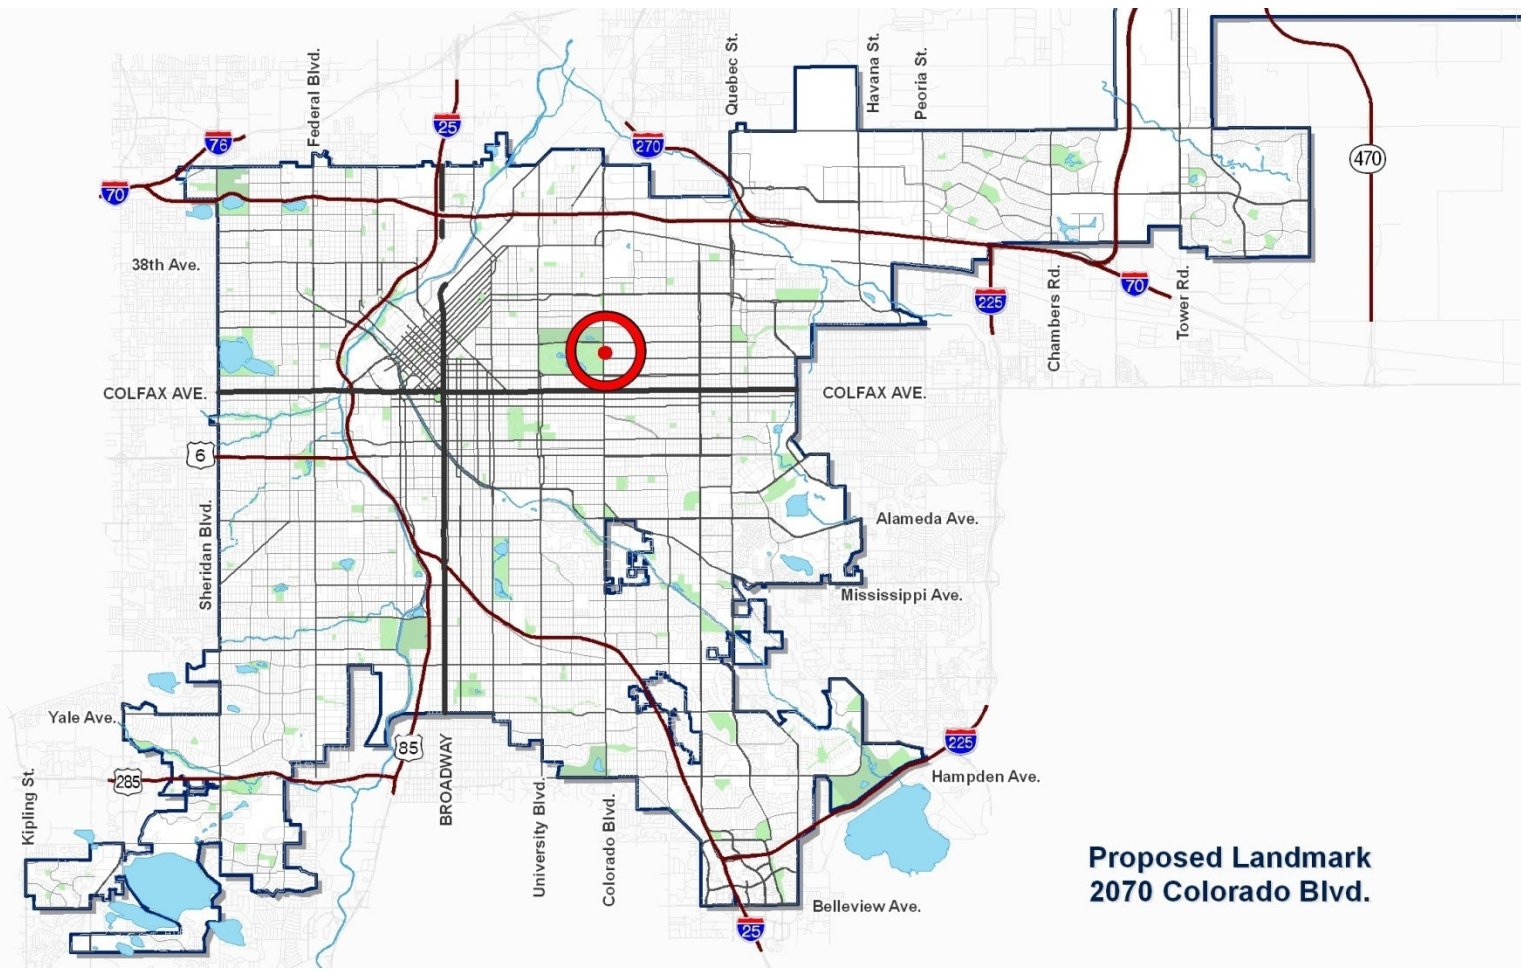 Federal Blvd.
Quebec St.
Havana St.
Peoria St.
25
76
270
470
70
38th Ave.
Chambers Rd.
Tower Rd.
70
225
COLFAX AVE.
COLFAX AVE.
6
Sheridan Blvd.
Alameda Ave.
Mississippi Ave.
Yale Ave.
85
225
285
Hampden Ave.
Kipling St.
BROADWAY
University Blvd.
Colorado Blvd.
Proposed Landmark
2070 Colorado Blvd.
Belleview Ave.
25